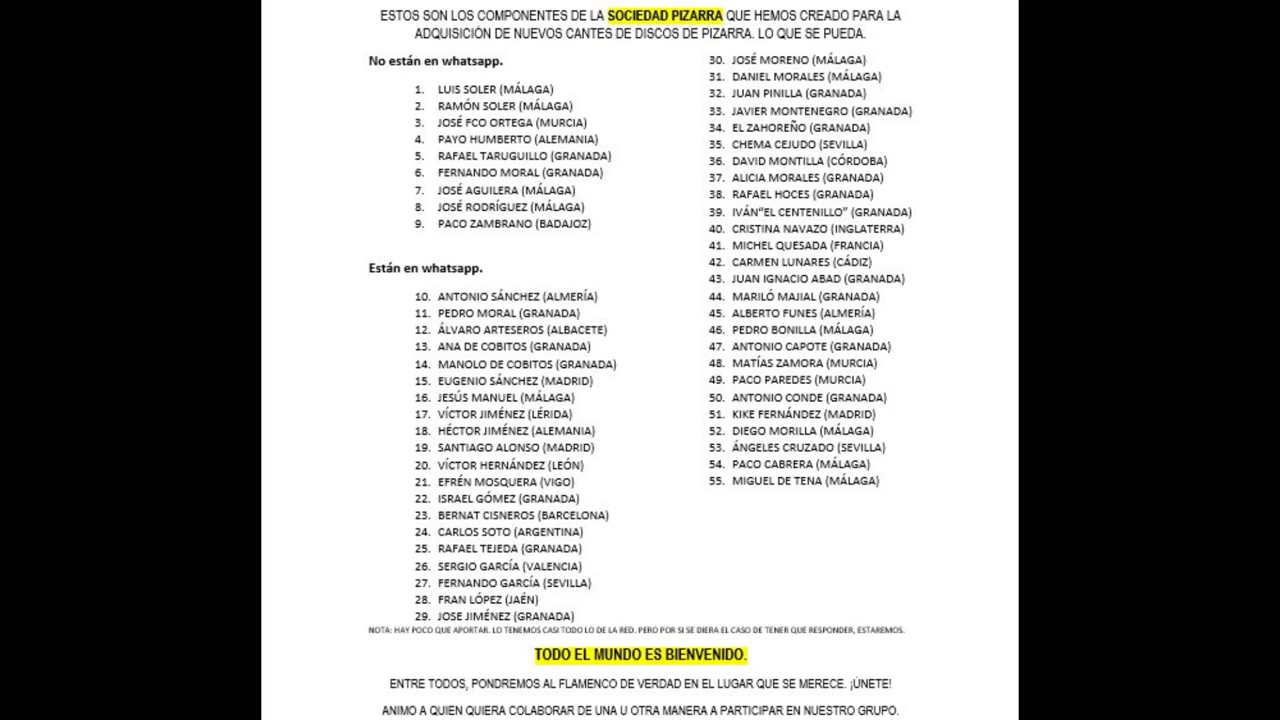 ESTOS SON LOS COMPONENTES DE LA SOCIEDAD PIZARRA QUE HEMOS CREADO PARA LA
ADQUISICIÓN DE NUEVOS CANTES DE DISCOS DE PIZARRA. LO QUE SE PUEDA.
No están en whatsapp.
1. LUIS SOLER (MÁLAGA)
2. RAMÓN SOLER (MÁLAGA)
3. JOSÉ FCO ORTEGA (MURCIA)
4. PAYO HUMBERTO (ALEMANIA)
5. RAFAEL TARUGUILLO (GRANADA)
6. FERNANDO MORAL (GRANADA)
7. JOSÉ AGUILERA (MÁLAGA)
8. JOSÉ RODRÍGUEZ (MÁLAGA)
9. PACO ZAMBRANO (BADAJOZ)
Están en whatsapp.
10. ANTONIO SÁNCHEZ (ALMERÍA)
11. PEDRO MORAL (GRANADA)
12. ÁLVARO ARTESEROS (ALBACETE)
13. ANA DE COBITOS (GRANADA)
14. MANOLO DE COBITOS (GRANADA)
15. EUGENIO SÁNCHEZ (MADRID)
16. JESÚS MANUEL (MÁLAGA)
17. VÍCTOR JIMÉNEZ (LÉRIDA)
18. HÉCTOR JIMÉNEZ (ALEMANIA)
19. SANTIAGO ALONSO (MADRID)
20. VÍCTOR HERNÁNDEZ (LEÓN)
21. EFRÉN MOSQUERA (VIGO)
22. ISRAEL GÓMEZ (GRANADA)
23. BERNAT CISNEROS (BARCELONA)
24. CARLOS SOTO (ARGENTINA)
25. RAFAEL TEJEDA (GRANADA)
26. SERGIO GARCÍA (VALENCIA)
27. FERNANDO GARCÍA (SEVILLA)
28. FRAN LÓPEZ (JAÉN)
29. JOSE JIMÉNEZ (GRANADA)
30. JOSÉ MORENO (MÁLAGA)
31. DANIEL MORALES (MÁLAGA)
32. JUAN PINILLA (GRANADA)
33. JAVIER MONTENEGRO (GRANADA)
34. EL ZAHOREÑO (GRANADA)
35. CHEMA CEJUDO (SEVILLA)
36. DAVID MONTILLA (CÓRDOBA)
37. ALICIA MORALES (GRANADA)
38. RAFAEL HOCES (GRANADA)
39. IVÁN“EL CENTENILLO” (GRANADA)
40. CRISTINA NAVAZO (INGLATERRA)
41. MICHEL QUESADA (FRANCIA)
42. CARMEN LUNARES (CÁDIZ)
43. JUAN IGNACIO ABAD (GRANADA)
44. MARILÓ MAJIAL (GRANADA)
45. ALBERTO FUNES (ALMERÍA)
46. PEDRO BONILLA (MÁLAGA)
47. ANTONIO CAPOTE (GRANADA)
48. MATÍAS ZAMORA (MURCIA)
49. PACO PAREDES (MURCIA)
50. ANTONIO CONDE (GRANADA)
51. KIKE FERNÁNDEZ (MADRID)
52. DIEGO MORILLA (MÁLAGA)
53. ÁNGELES CRUZADO (SEVILLA)
54. PACO CABRERA (MÁLAGA)
55. MIGUEL DE TENA (MÁLAGA)
NOTA: HAY POCO QUE APORTAR. LO TENEMOS CASI TODO LO DE LA RED. PERO POR SI SE DIERA EL CASO DE TENER QUE RESPONDER, ESTAREMOS.
TODO EL MUNDO ES BIENVENIDO.
ENTRE TODOS, PONDREMOS AL FLAMENCO DE VERDAD EN EL LUGAR QUE SE MERECE. ¡ÚNETE!
ANIMO A QUIEN QUIERA COLABORAR DE UNA U OTRA MANERA A PARTICIPAR EN NUESTRO GRUPO.